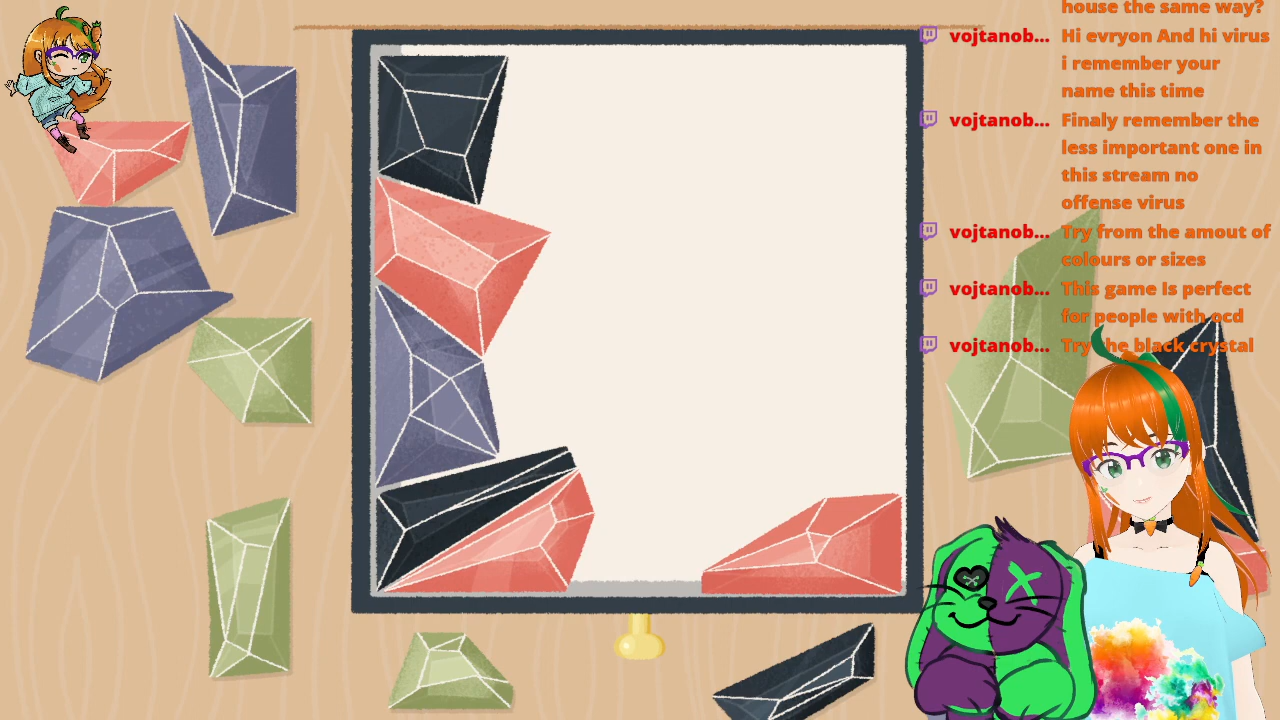 house the same way?
vojtanob... Hi evryon And hi virus
i remember your
name this time
vojtanob... Finaly remember the
less important one in
this stream no
offense virus
vojtanob... Try from the amout of
colours or sizes
vojtanob... This game Is perfect
for people with ocd
vojtanob... Try the black crystal